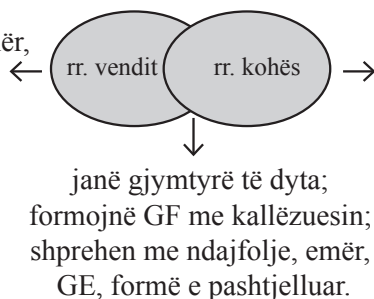 rr. vendit rr. kohës
janë gjymtyrë të dyta;
formojnë GF me kallëzuesin;
shprehen me ndajfolje, emër,
GE, formë e pashtjelluar.